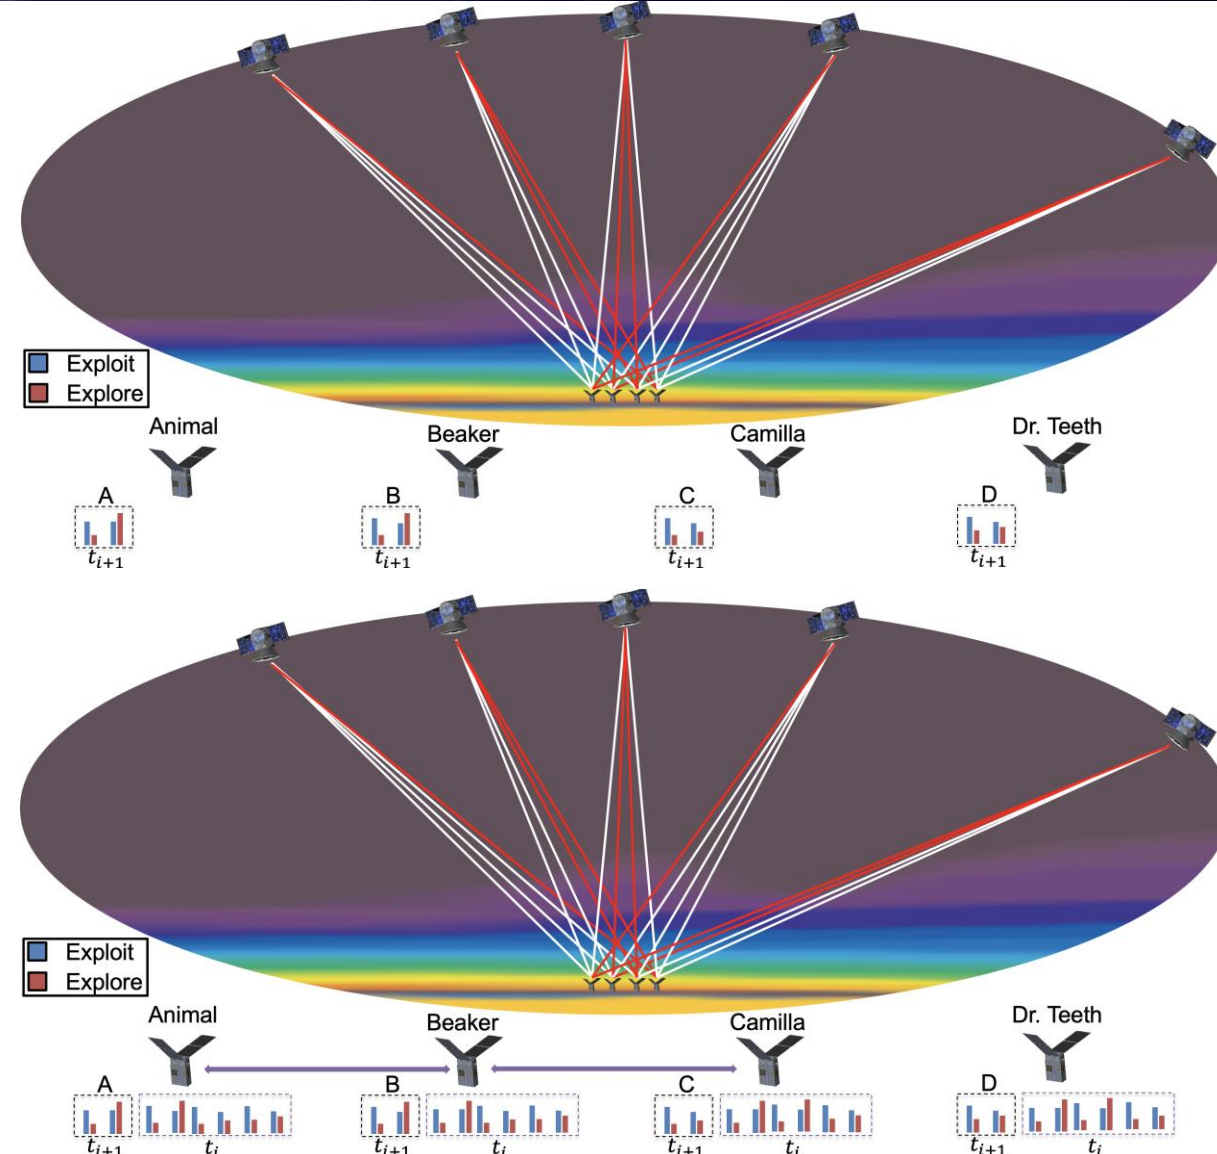 Exploit
Explore
Animal
Beaker
Camilla
Dr. Teeth
A
B
C
D
t_{i+1}
t_{i+1}
t_{i+1}
t_{i+1}
Exploit
Explore
Animal
Beaker
Camilla
Dr. Teeth
A
B
C
D
t_{i+1}
t_i
t_{i+1}
t_i
t_{i+1}
t_i
t_{i+1}
t_i